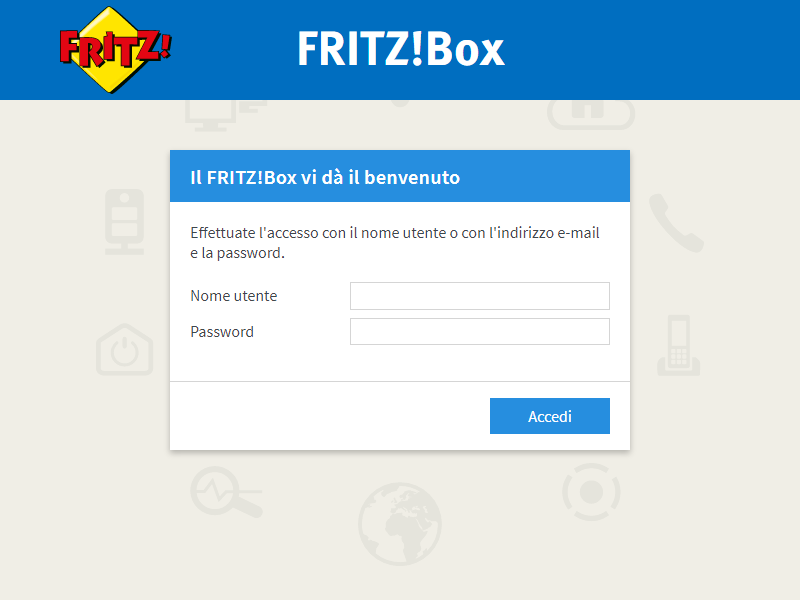 FRITZ!
FRITZ!Box
Il FRITZ!Box vi dà il benvenuto
Effettuate l'accesso con il nome utente o con l'indirizzo e-mail
e la password.
Nome utente
Password
Accedi